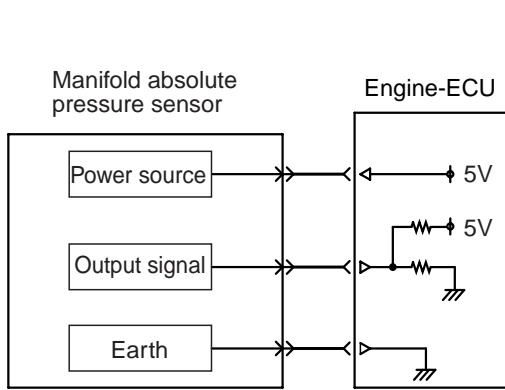 Manifold absolute
pressure sensor
Engine-ECU
Power source
5V
5V
Output signal
Earth